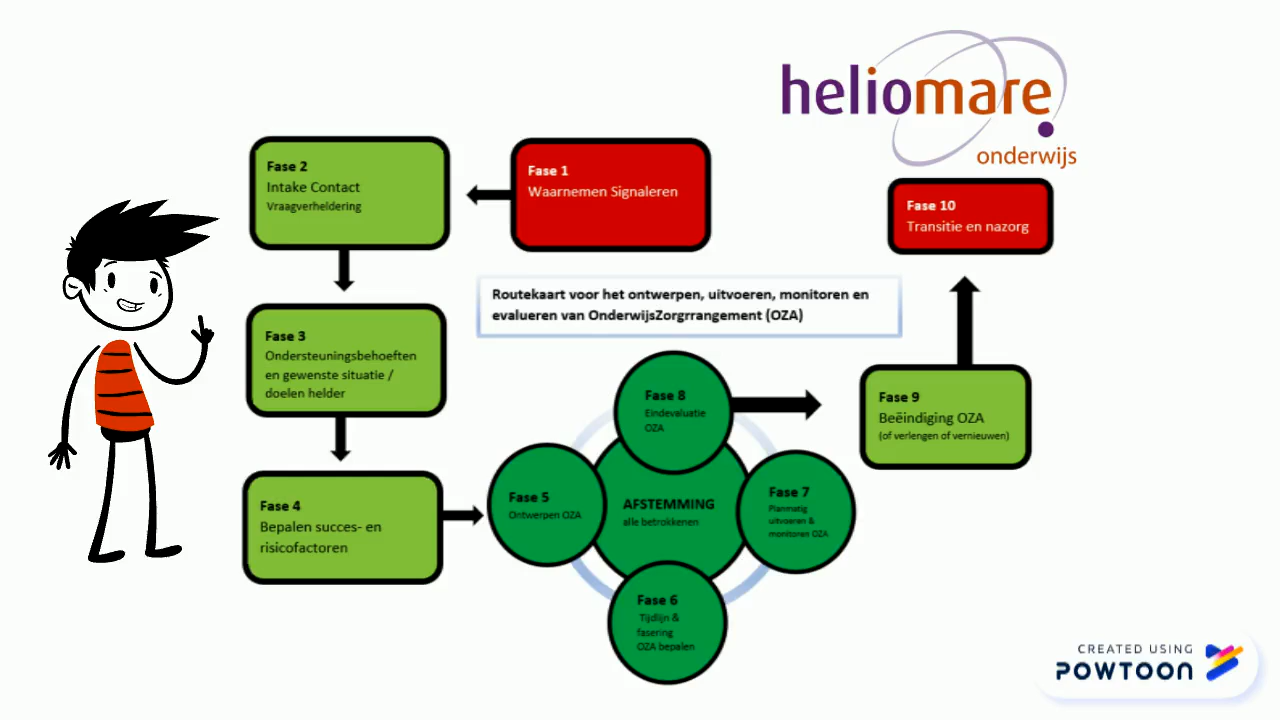 heliomare
onderwijs
Fase 1
Waarnemen Signaleren
Fase 2
Intake Contact
Vraagverheldering
Fase 3
Ondersteuningsbehoeften
en gewenste situatie /
doelen helder
Fase 4
Bepalen succes- en
risicofactoren
Routekaart voor het ontwerpen, uitvoeren, monitoren en
evalueren van OnderwijsZorgrrangement (OZA)
Fase 5
Ontwerpen OZA
AFSTEMMING
alle betrokkenen
Fase 6
Tijdlijn &
fasering
OZA bepalen
Fase 7
Planmatig
uitvoeren &
monitoren OZA
Fase 8
Eindevaluatie
OZA
Fase 9
Beëindiging OZA
(of verlengen of vernieuwen)
Fase 10
Transitie en nazorg
CREATED USING
POWTOON